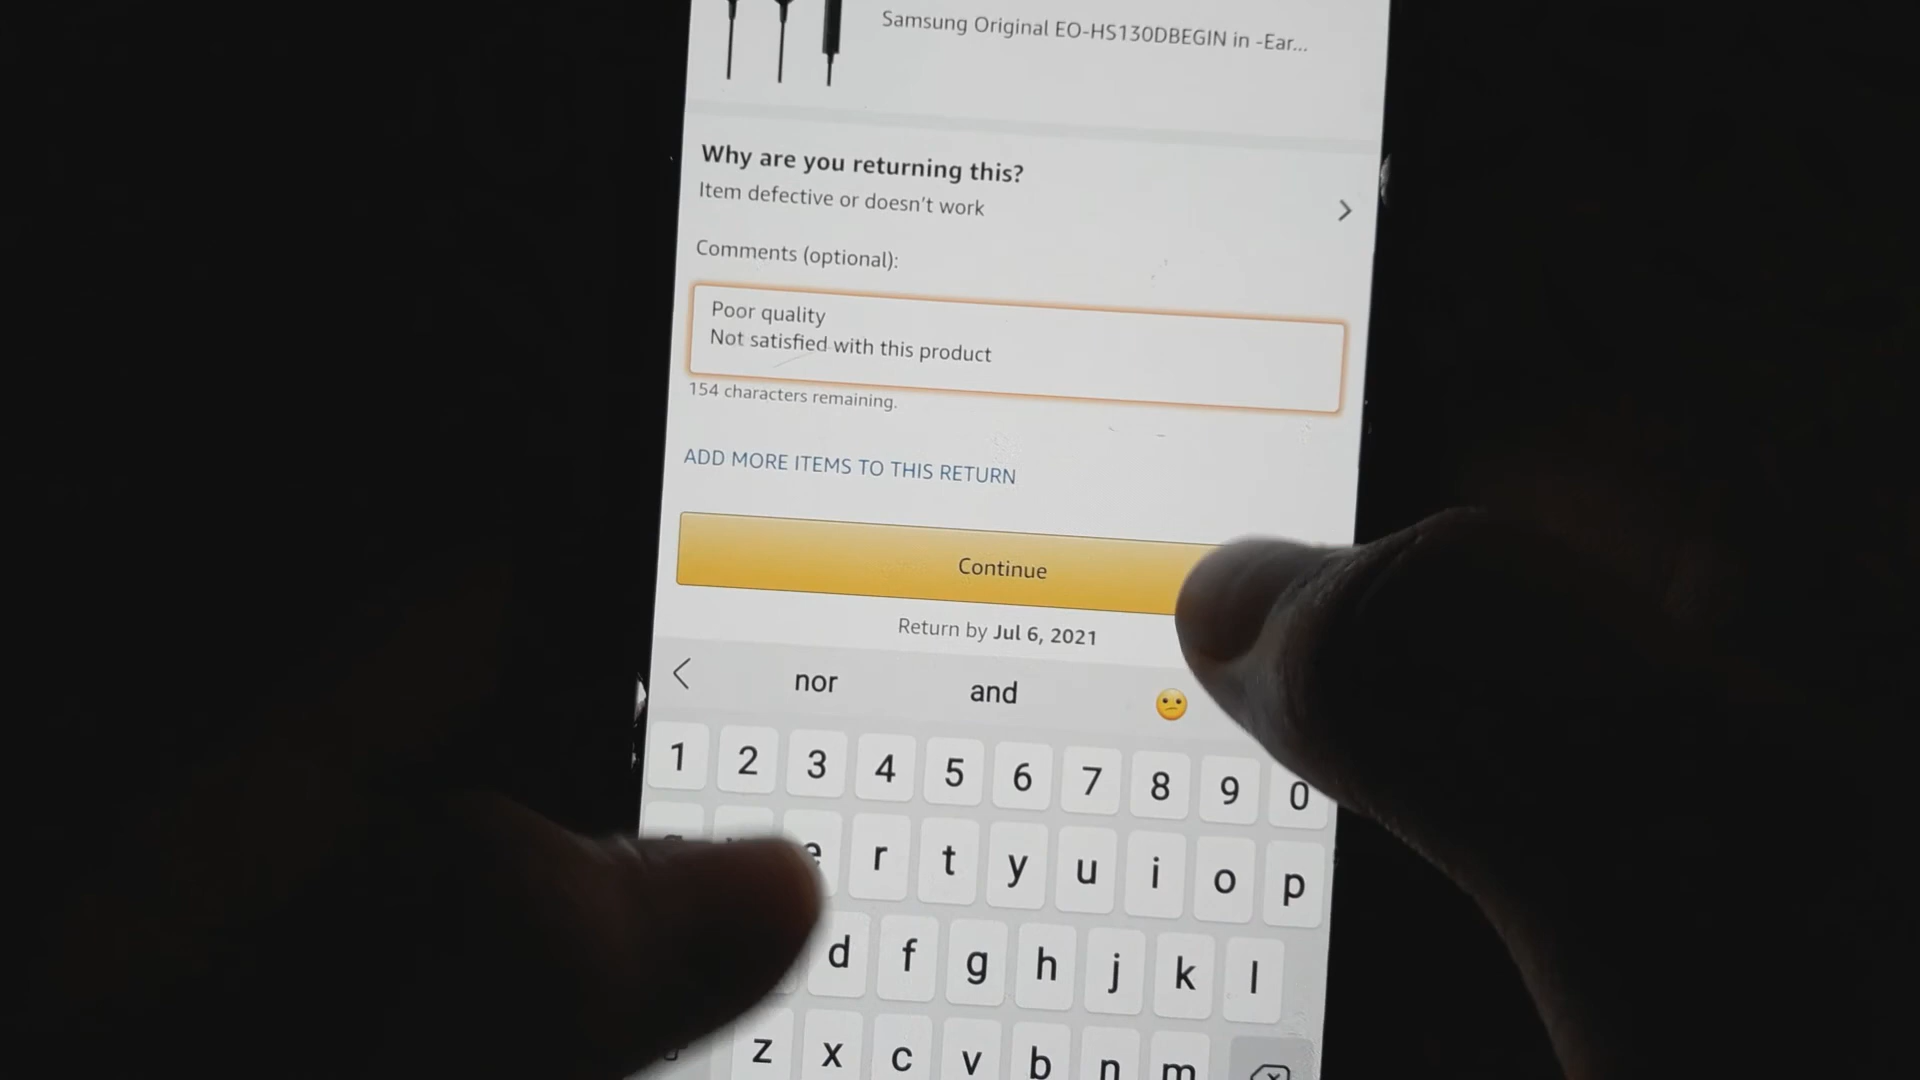 Samsung Original EO-HS130DBEGIN in -Ear...
Why are you returning this?
Item defective or doesn't work
Comments (optional):
Poor quality
Not satisfied with this product
154 characters remaining.
ADD MORE ITEMS TO THIS RETURN
Continue
Return by Jul 6, 2021
nor and
1 2 3 4 5 6 7 8 9 0
e r t y u i o p
d f g h j k l
z x c v b n m